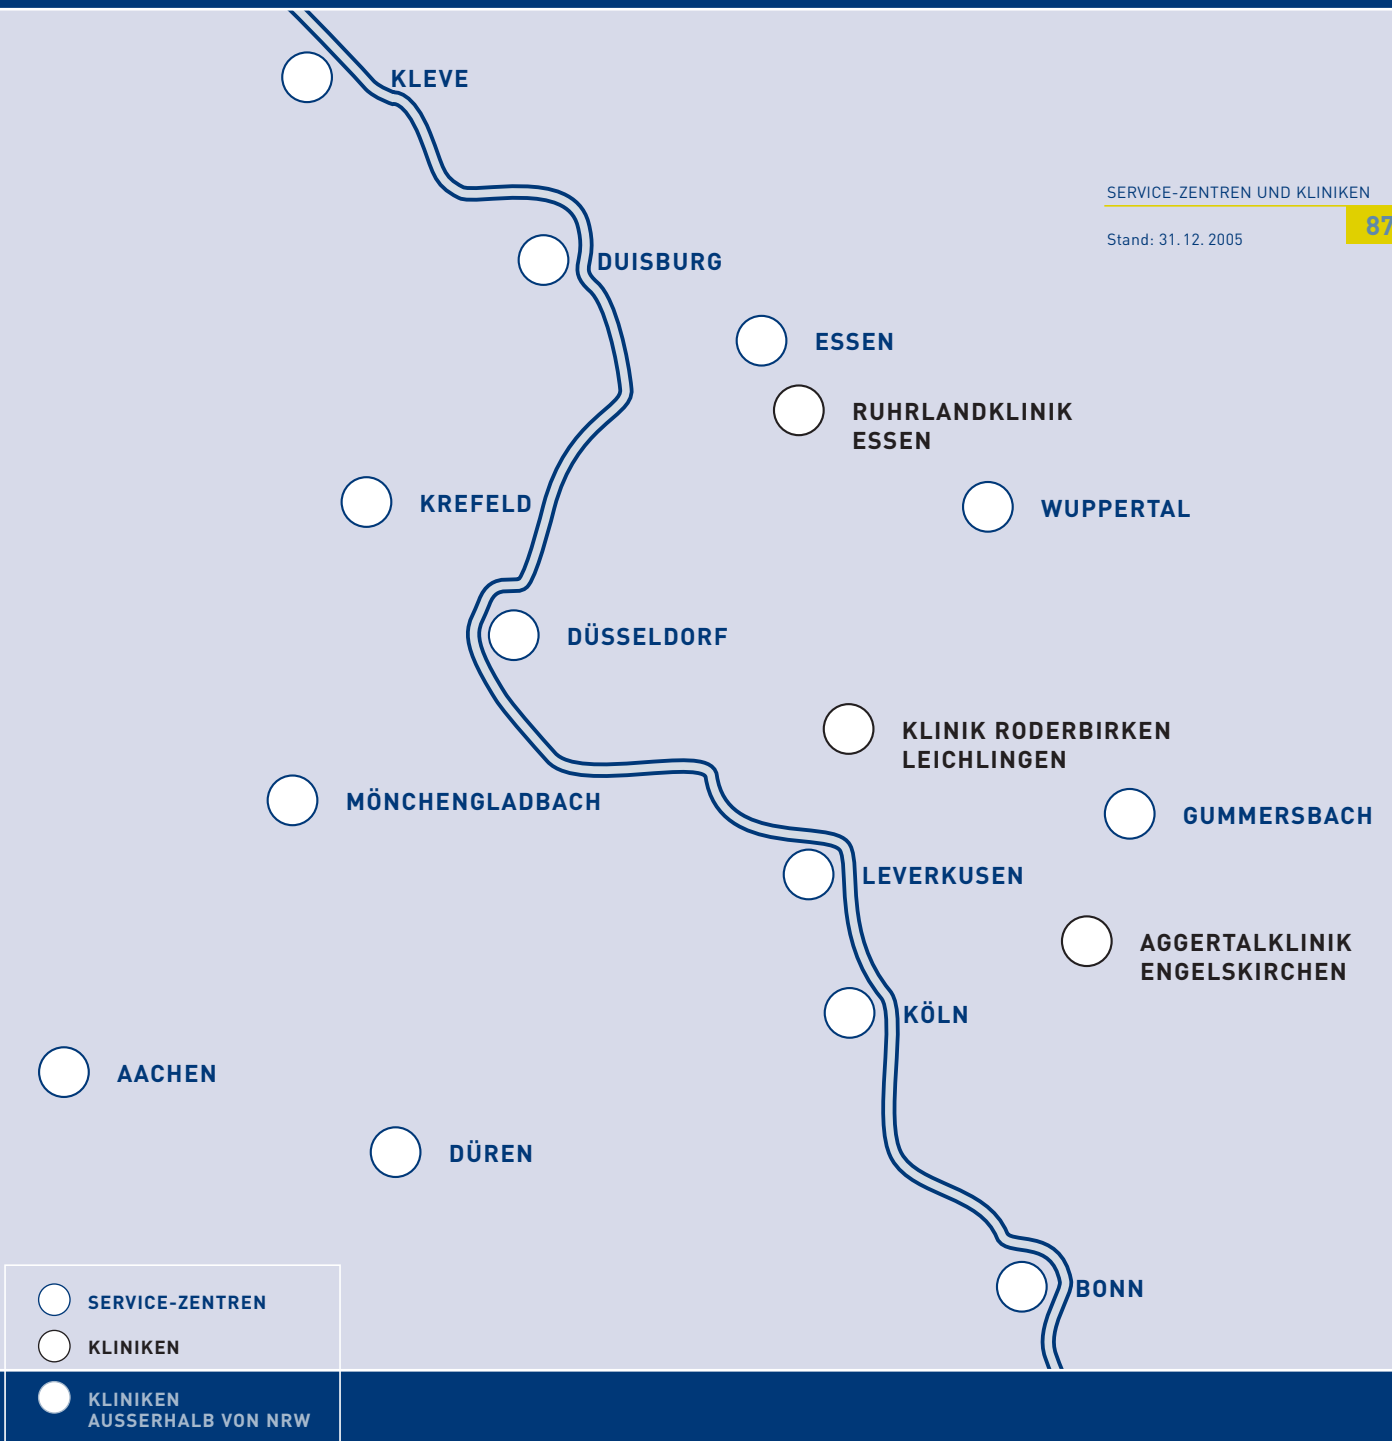 KLEVE
SERVICE-ZENTREN UND KLINIKEN
87
Stand: 31.12.2005
DUISBURG
ESSEN
RUHRLANDKLINIK
ESSEN
KREFELD
WUPPERTAL
DÜSSELDORF
KLINIK RODERBIRKEN
LEICHLINGEN
MÖNCHENGLADBACH
GUMMERSBACH
LEVERKUSEN
AGGERTALKLINIK
ENGELSKIRCHEN
KÖLN
AACHEN
DÜREN
BONN
SERVICE-ZENTREN
KLINIKEN
KLINIKEN
AUSSERHALB VON NRW